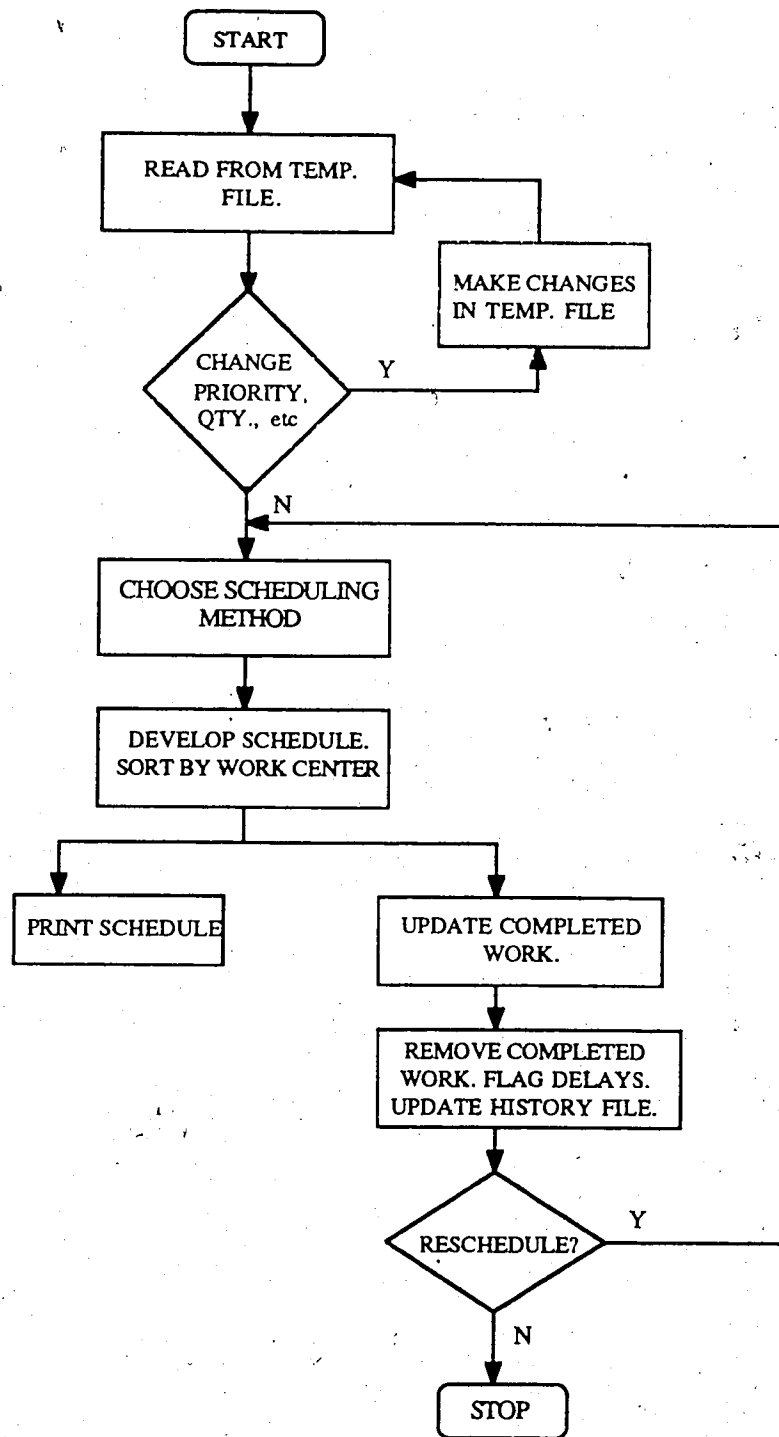 START
READ FROM TEMP.
FILE.
MAKE CHANGES
IN TEMP. FILE
CHANGE
PRIORITY,
QTY., etc
Y
N
CHOOSE SCHEDULING
METHOD
DEVELOP SCHEDULE.
SORT BY WORK CENTER
PRINT SCHEDULE
UPDATE COMPLETED
WORK.
REMOVE COMPLETED
WORK. FLAG DELAYS.
UPDATE HISTORY FILE.
RESCHEDULE?
Y
N
STOP